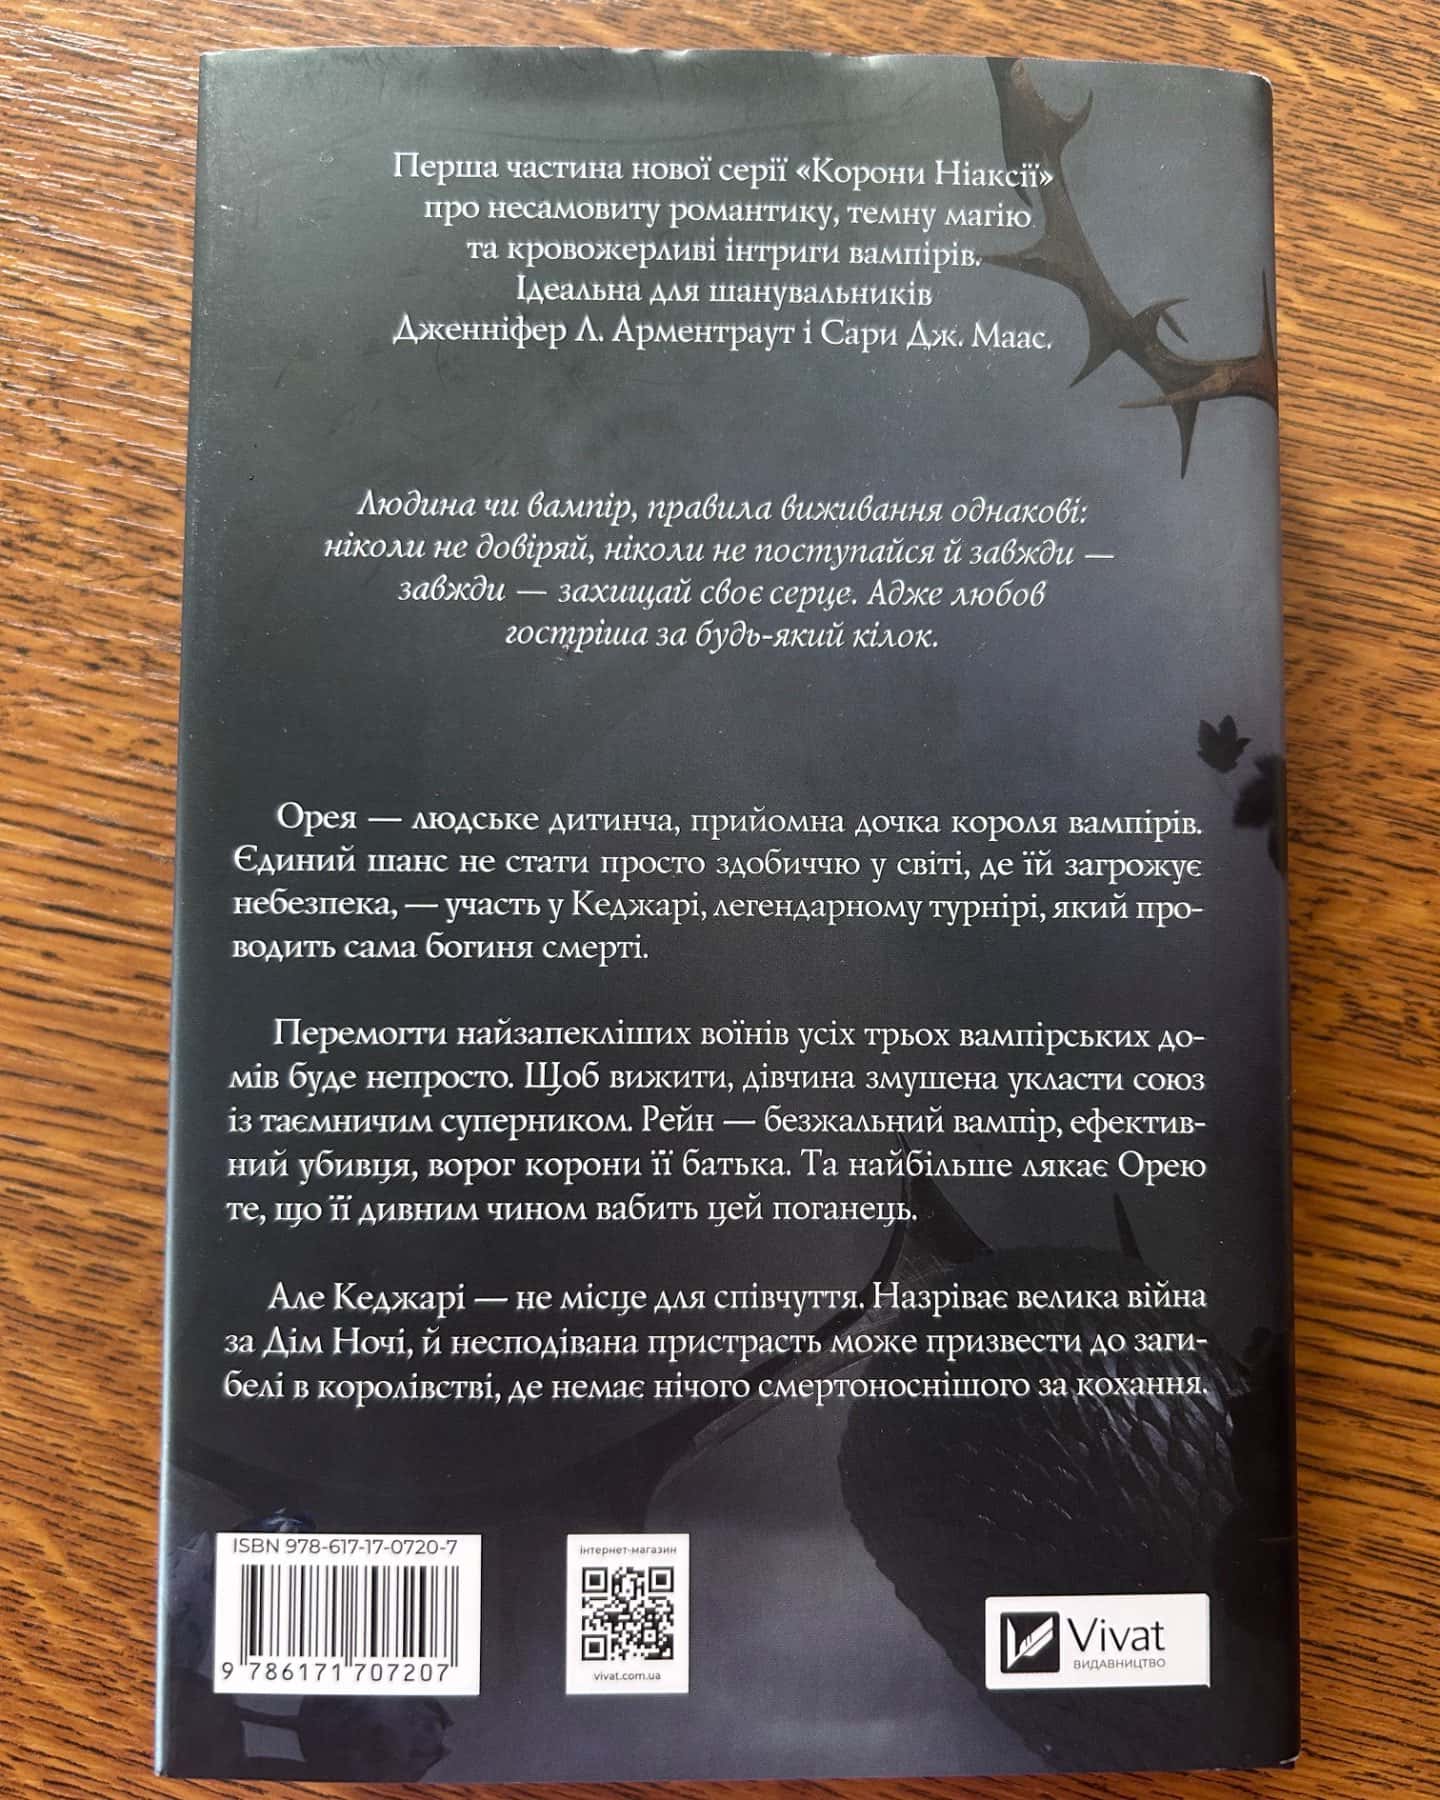 Перша частина нової серії «Корони Ніаксії»
про несамовиту романтику, темну магію
та кровожерливі інтриги вампірів.
Ідеальна для шанувальників
Дженніфер Л. Арментраут і Сари Дж. Маас.
Людина чи вампір, правила виживання однакові:
ніколи не довіряй, ніколи не поступайся й завжди —
завжди — захищай своє серце. Адже любов
гостріша за будь-який кілок.
Орея — людське дитинча, прийомна дочка короля вампірів.
Єдиний шанс не стати просто здобиччю у світі, де їй загрожує
небезпека, — участь у Кеджарі, легендарному турнірі, який про-
водить сама богиня смерті.
Перемогти найзапекліших воїнів усіх трьох вампірських до-
мів буде непросто. Щоб вижити, дівчина змушена укласти союз
із таємничим суперником. Рейн — безжальний вампір, ефектив-
ний убивця, ворог корони її батька. Та найбільше лякає Орею
те, що її дивним чином вабить цей поганець.
Але Кеджарі — не місце для співчуття. Назріває велика війна
за Дім Ночі, й несподівана пристрасть може призвести до заги-
белі в королівстві, де немає нічого смертоноснішого за кохання.
ISBN 978-617-17-0720-7
9 786171 707207
інтернет-магазин
vivat.com.ua
Vivat
ВИДАВНИЦТВО